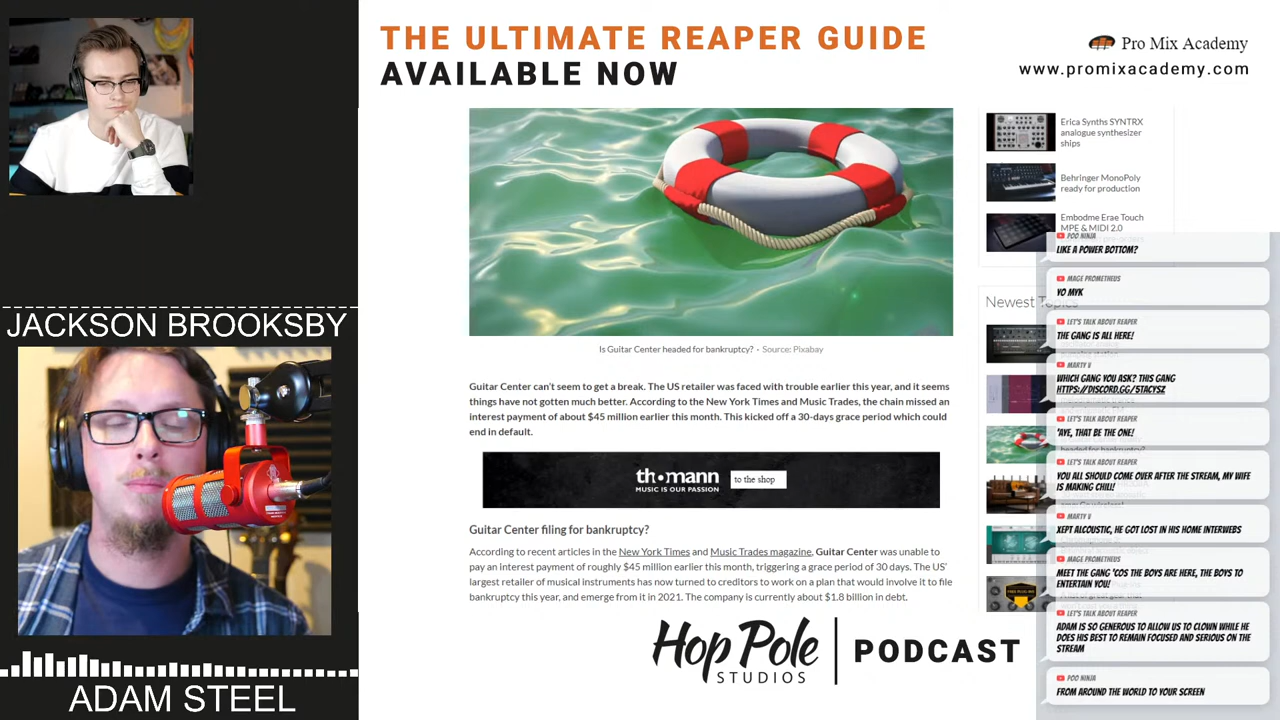 THE ULTIMATE REAPER GUIDE
AVAILABLE NOW
Pro Mix Academy
www.promixacademy.com
JACKSON BROOKSBY
ADAM STEEL
Is Guitar Center headed for bankruptcy? • Source: Pixabay
Guitar Center can't seem to get a break. The US retailer was faced with trouble earlier this year, and it seems
things have not gotten much better. According to the New York Times and Music Trades, the chain missed an
interest payment of about $45 million earlier this month. This kicked off a 30-days grace period which could
end in default.
th•mann
MUSIC IS OUR PASSION
to the shop
Guitar Center filing for bankruptcy?
According to recent articles in the New York Times and Music Trades magazine, Guitar Center was unable to
pay an interest payment of roughly $45 million earlier this month, triggering a grace period of 30 days. The US'
largest retailer of musical instruments has now turned to creditors to work on a plan that would involve it to file
bankruptcy this year, and emerge from it in 2021. The company is currently about $1.8 billion in debt.
Hop Pole
STUDIOS
PODCAST
Erica Synths SYNTRX
analogue synthesizer
ships
Behringer MonoPoly
ready for production
Embodme Erae Touch
MPE & MIDI 2.0
Newest Topics
FREE PLUG-INS
POO NINJA
LIKE A POWER BOTTOM?
MAGE PROMETHEUS
YO MYK
LET'S TALK ABOUT REAPER
THE GANG IS ALL HERE!
MARTY V
WHICH GANG YOU ASK? THIS GANG
HTTPS://DISCORD.GG/5TACYSZ
LET'S TALK ABOUT REAPER
'AYE, THAT BE THE ONE!
LET'S TALK ABOUT REAPER
YOU ALL SHOULD COME OVER AFTER THE STREAM, MY WIFE
IS MAKING CHILI!
MARTY V
XEPT ALCOUSTIC, HE GOT LOST IN HIS HOME INTERWEBS
MAGE PROMETHEUS
MEET THE GANG 'COS THE BOYS ARE HERE, THE BOYS TO
ENTERTAIN YOU!
LET'S TALK ABOUT REAPER
ADAM IS SO GENEROUS TO ALLOW US TO CLOWN WHILE HE
DOES HIS BEST TO REMAIN FOCUSED AND SERIOUS ON THE
STREAM
POO NINJA
FROM AROUND THE WORLD TO YOUR SCREEN